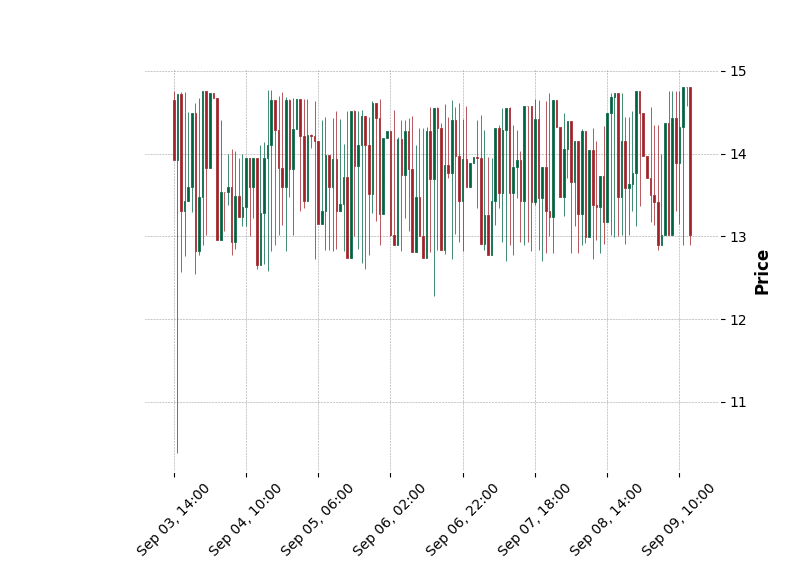 15
14
13
12
11
Price
Sep 03, 14:00
Sep 04, 10:00
Sep 05, 06:00
Sep 06, 02:00
Sep 06, 22:00
Sep 07, 18:00
Sep 08, 14:00
Sep 09, 10:00